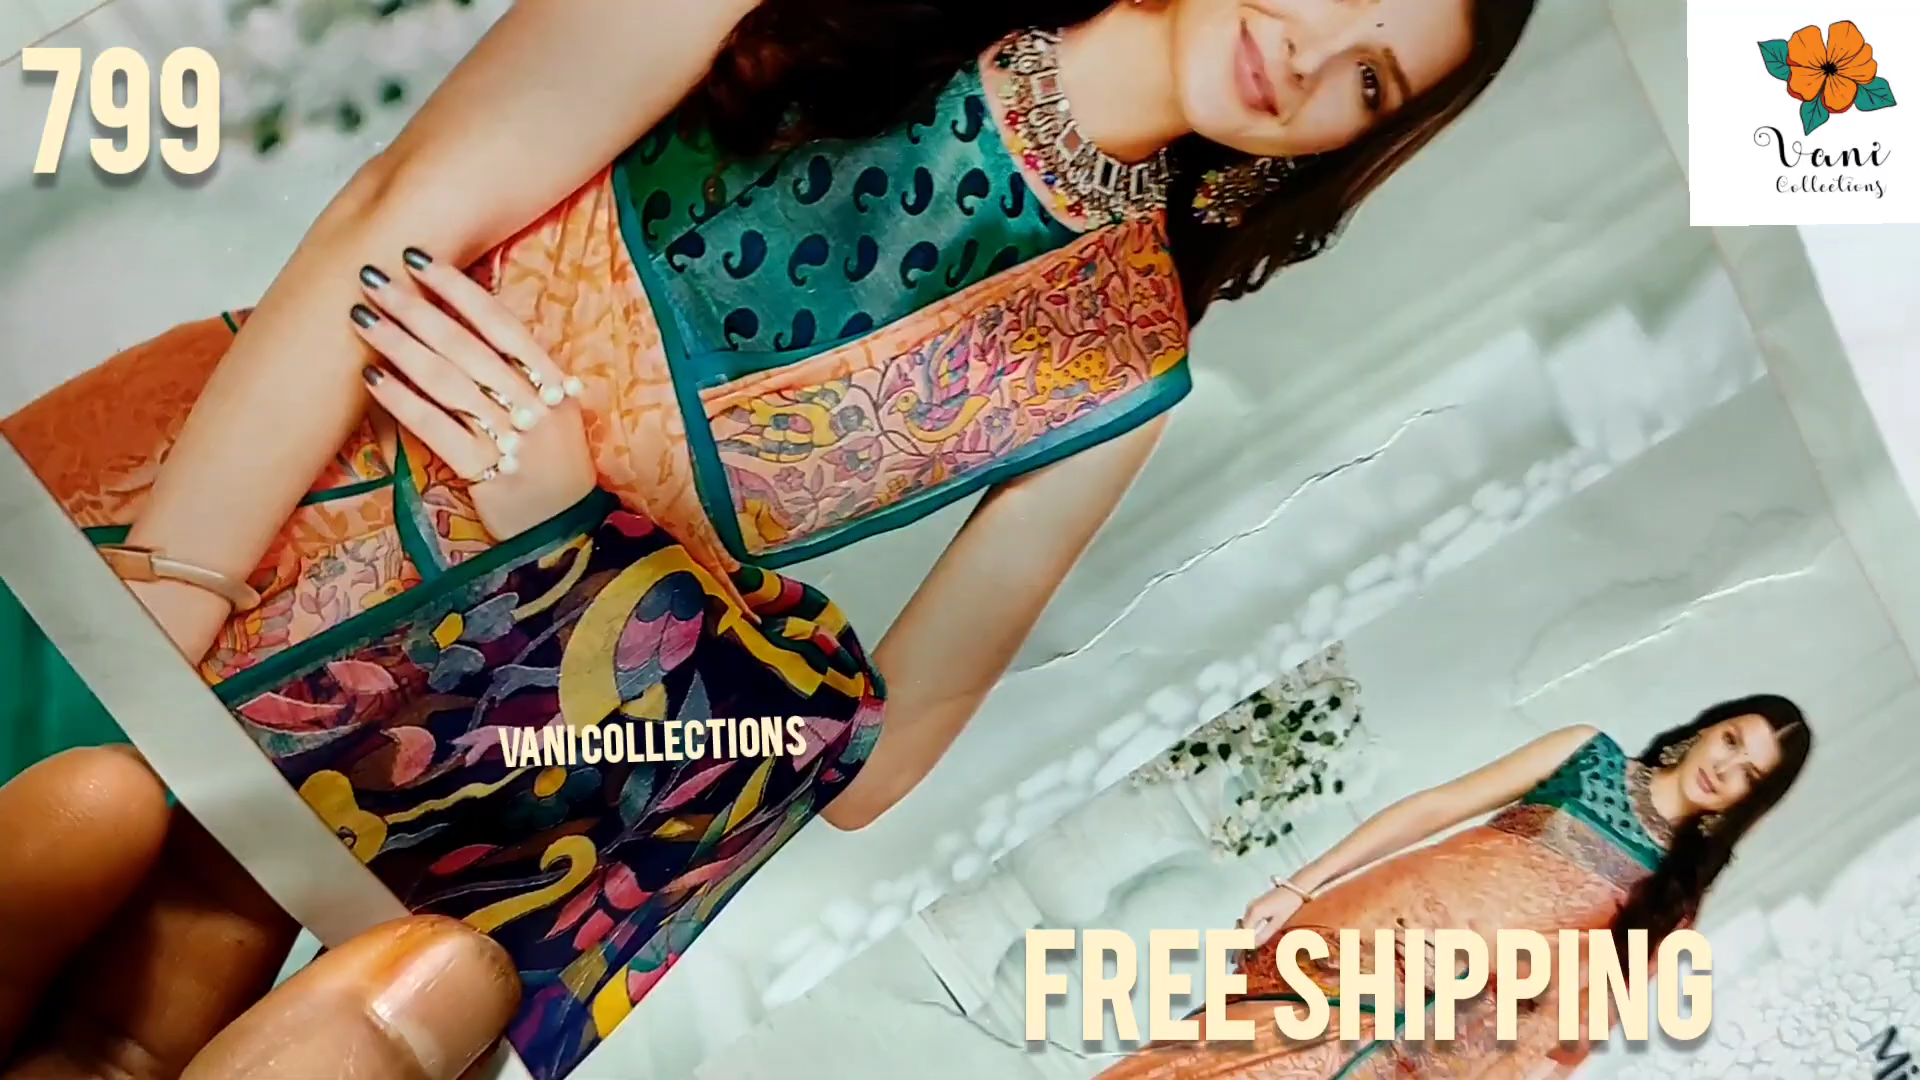 799
Vani
Collections
VANI COLLECTIONS
FREE SHIPPING